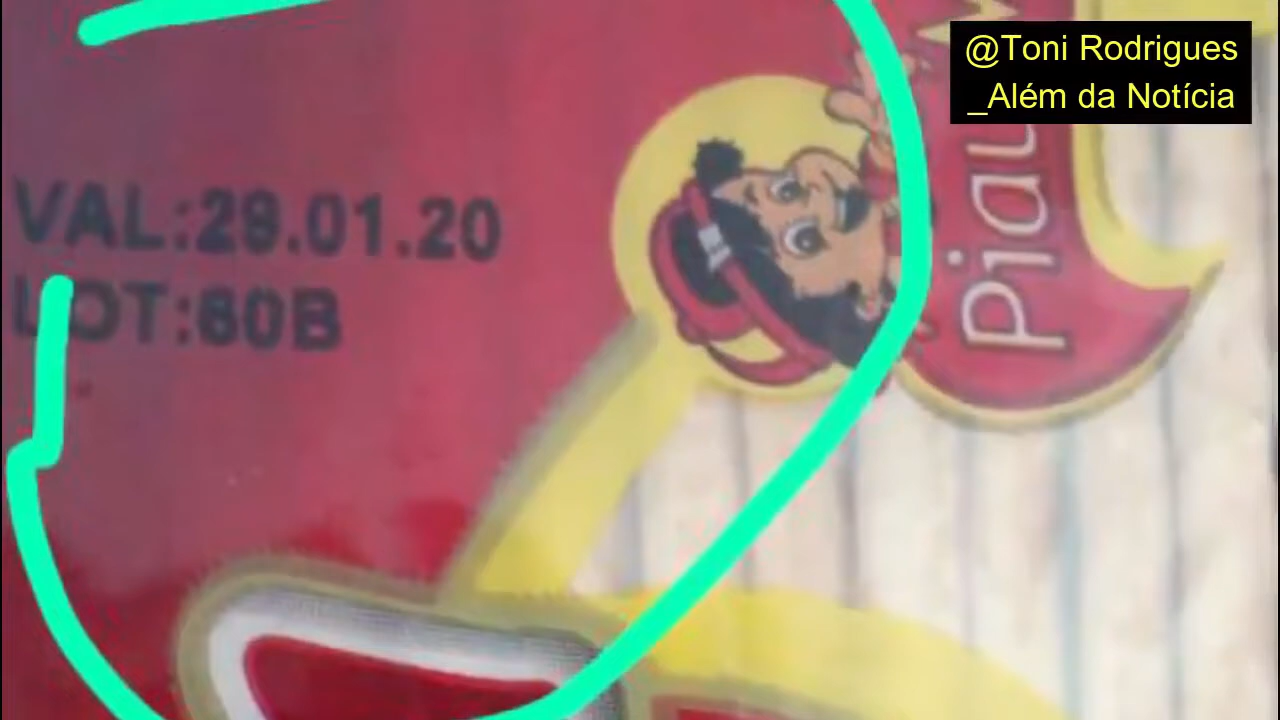 @Toni Rodrigues
_Além da Notícia
VAL:29.01.20
LOT:60B
Piau